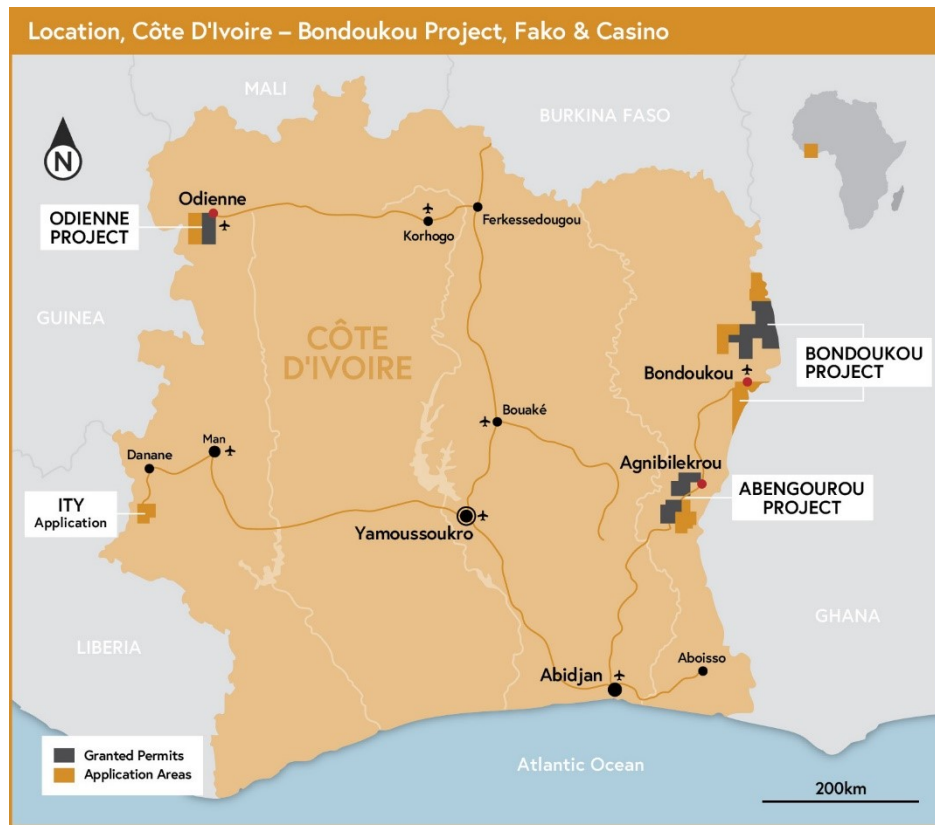 Location, Côte D'Ivoire – Bondoukou Project, Fako & Casino
MALI
BURKINA FASO
N
Odienne
ODIENNE
PROJECT
Korhogo
Ferkessedougou
GUINEA
CÔTE
D'IVOIRE
BONDOUKOU
PROJECT
Bondoukou
Bouaké
Man
Danane
Agnibilekrou
ABENGOUROU
PROJECT
ITY
Application
Yamoussoukro
GHANA
LIBERIA
Abidjan
Aboisso
Granted Permits
Application Areas
Atlantic Ocean
200km